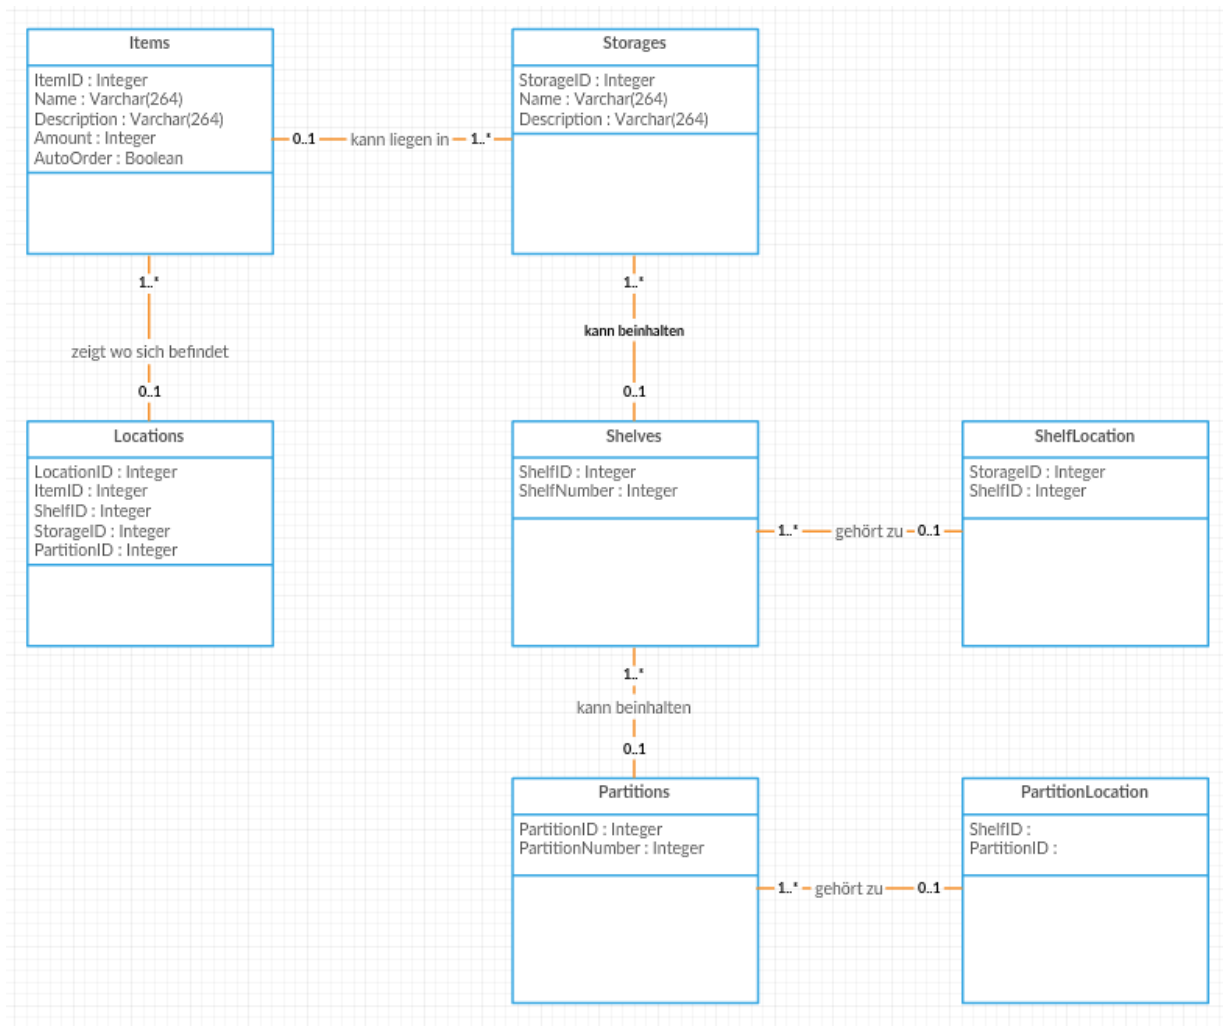 Items
ItemID : Integer
Name : Varchar(264)
Description : Varchar(264)
Amount : Integer
AutoOrder : Boolean
0..1
kann liegen in
1..*
Storages
StorageID : Integer
Name : Varchar(264)
Description : Varchar(264)
1..*
zeigt wo sich befindet
0..1
1..*
kann beinhalten
0..1
Locations
LocationID : Integer
ItemID : Integer
ShelfID : Integer
StorageID : Integer
PartitionID : Integer
Shelves
ShelfID : Integer
ShelfNumber : Integer
1..*
gehört zu
0..1
ShelfLocation
StorageID : Integer
ShelfID : Integer
1..*
kann beinhalten
0..1
Partitions
PartitionID : Integer
PartitionNumber : Integer
1..*
gehört zu
0..1
PartitionLocation
ShelfID :
PartitionID :